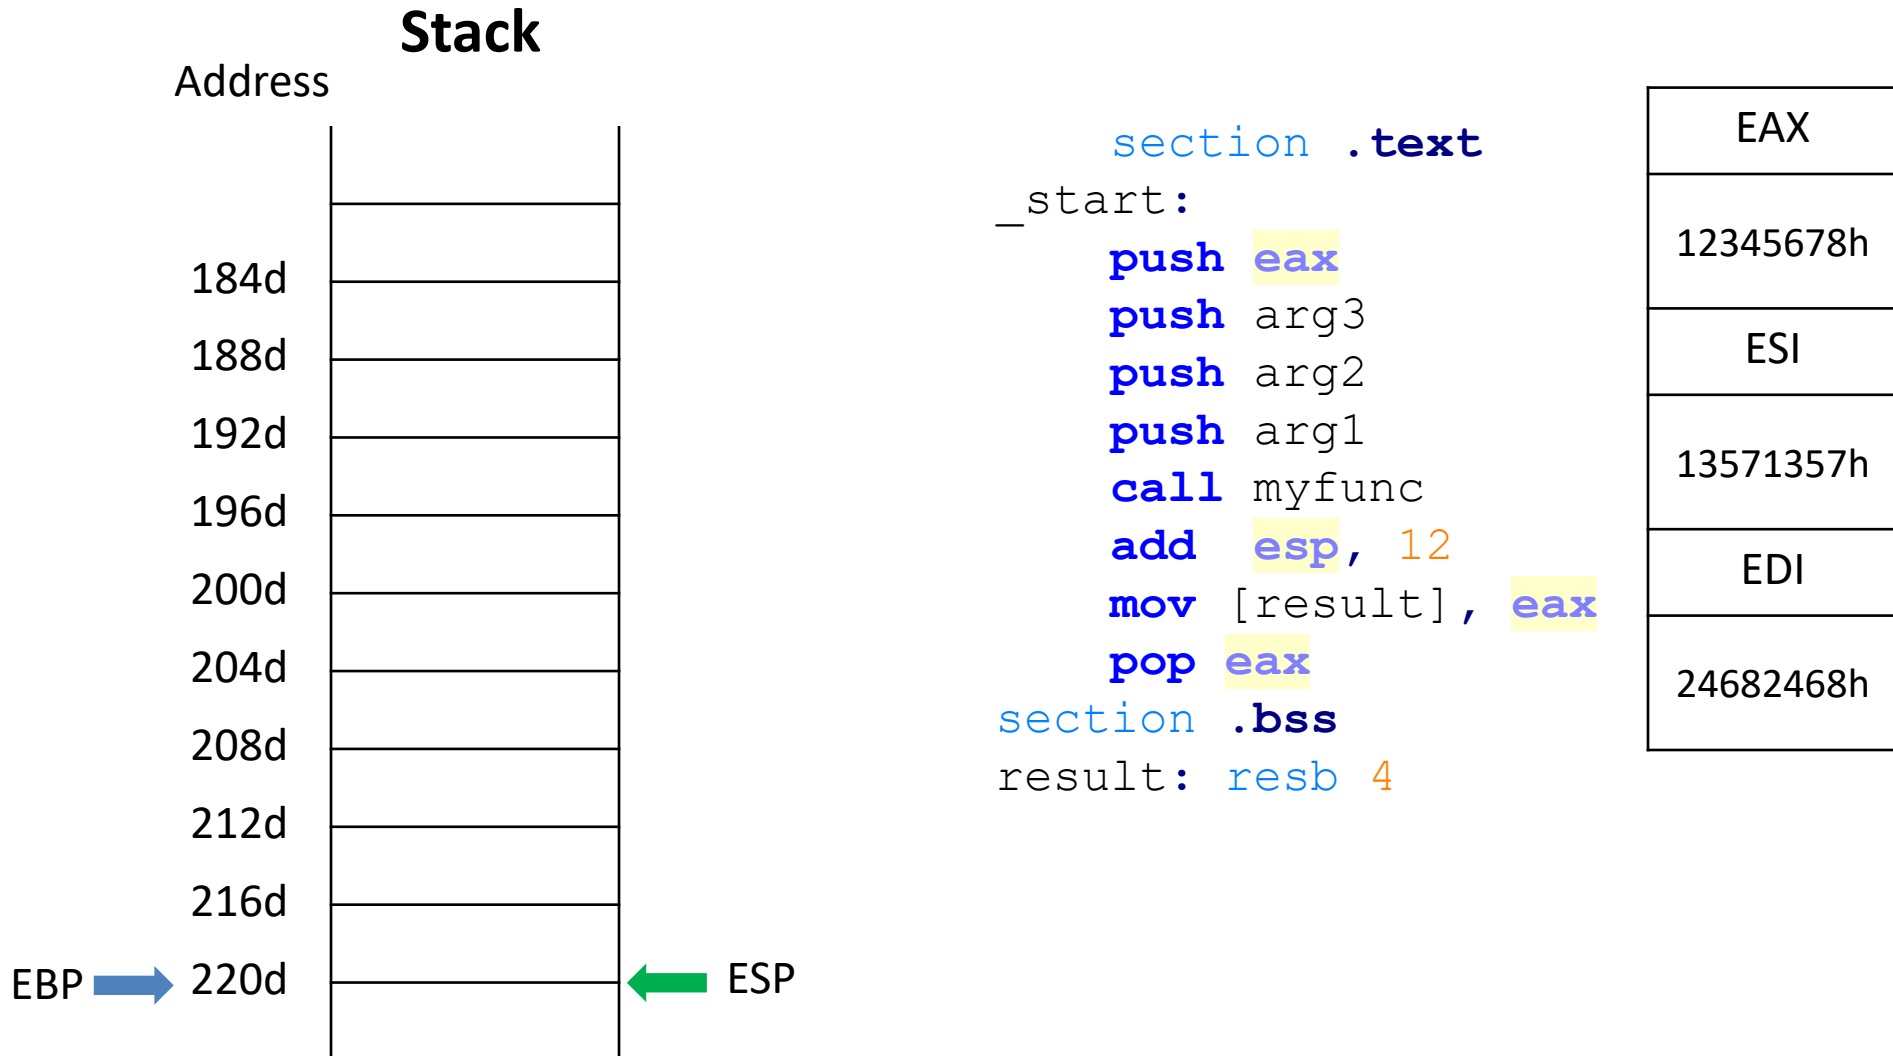 Stack
Address
184d
188d
192d
196d
200d
204d
208d
212d
216d
EBP 220d ESP
section .text
_start:
push eax
push arg3
push arg2
push arg1
call myfunc
add esp, 12
mov [result], eax
pop eax
section .bss
result: resb 4
EAX
12345678h
ESI
13571357h
EDI
24682468h